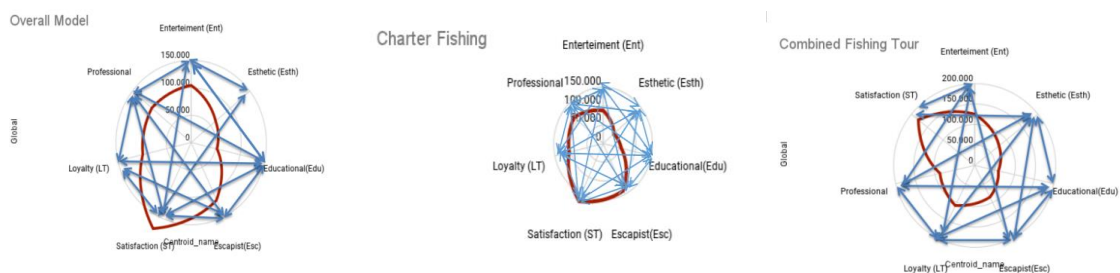 Overall Model
Enterteiment (Ent)
Professional
Esthetic (Esth)
150.000
100.000
50.000
0
Global
Loyalty (LT)
Educational(Edu)
Satisfaction (ST)
Centroid_name
Escapist(Esc)
Charter Fishing
Enterteiment (Ent)
Professional
Esthetic (Esth)
150.000
100.000
0
Loyalty (LT)
Educational(Edu)
Satisfaction (ST)
Escapist(Esc)
Combined Fishing Tour
Enterteiment (Ent)
Satisfaction (ST)
Esthetic (Esth)
200.000
150.000
100.000
50.000
0
Global
Professional
Educational(Edu)
Loyalty (LT)
Centroid_name
Escapist(Esc)